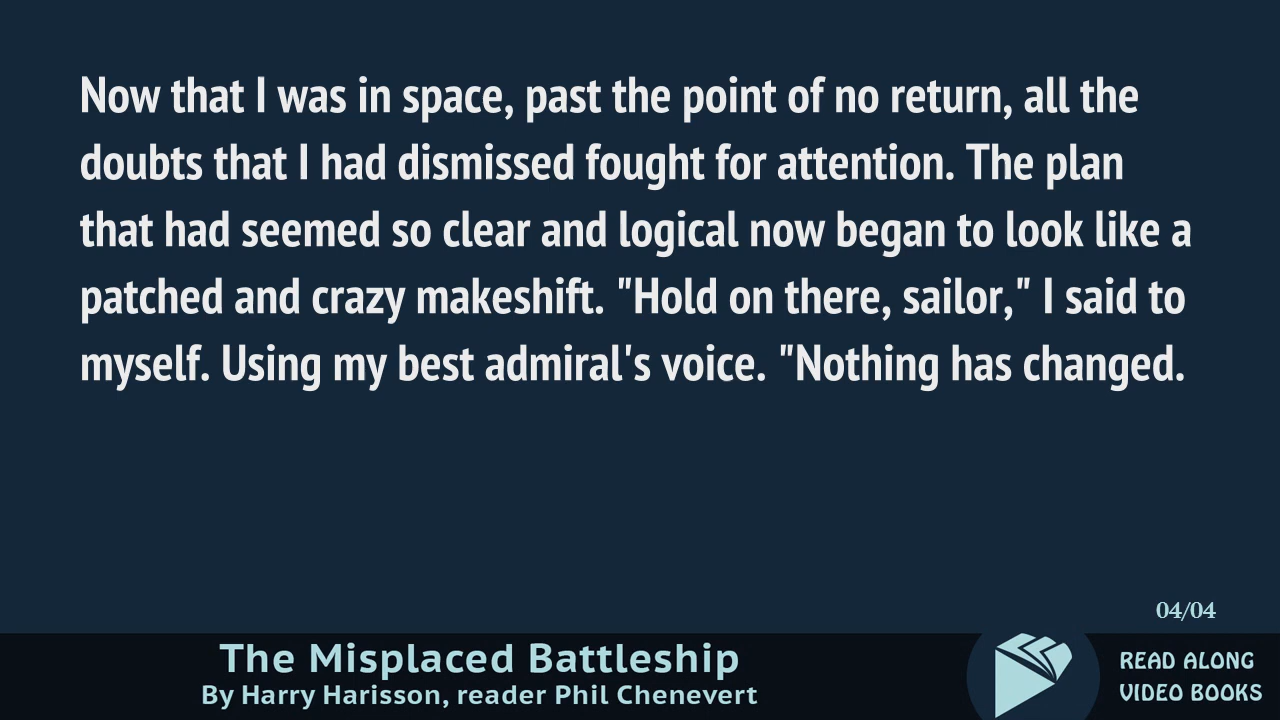 Now that I was in space, past the point of no return, all the
doubts that I had dismissed fought for attention. The plan
that had seemed so clear and logical now began to look like a
patched and crazy makeshift. "Hold on there, sailor," I said to
myself. Using my best admiral's voice. "Nothing has changed.
04/04
The Misplaced Battleship
By Harry Harisson, reader Phil Chenevert
READ ALONG
VIDEO BOOKS